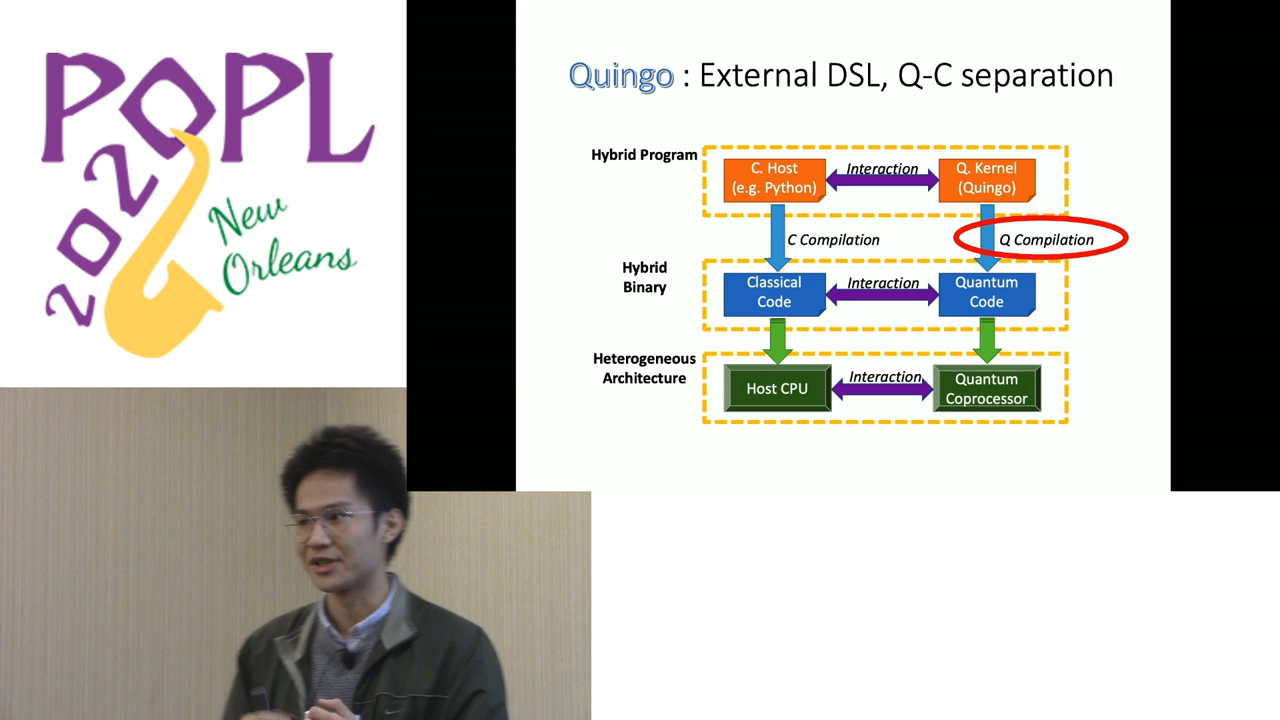 POPL
2020
New
Orleans
Quingo : External DSL, Q-C separation
Hybrid Program
C. Host
(e.g. Python)
Interaction
Q. Kernel
(Quingo)
C Compilation
Q Compilation
Hybrid
Binary
Classical
Code
Interaction
Quantum
Code
Heterogeneous
Architecture
Host CPU
Interaction
Quantum
Coprocessor